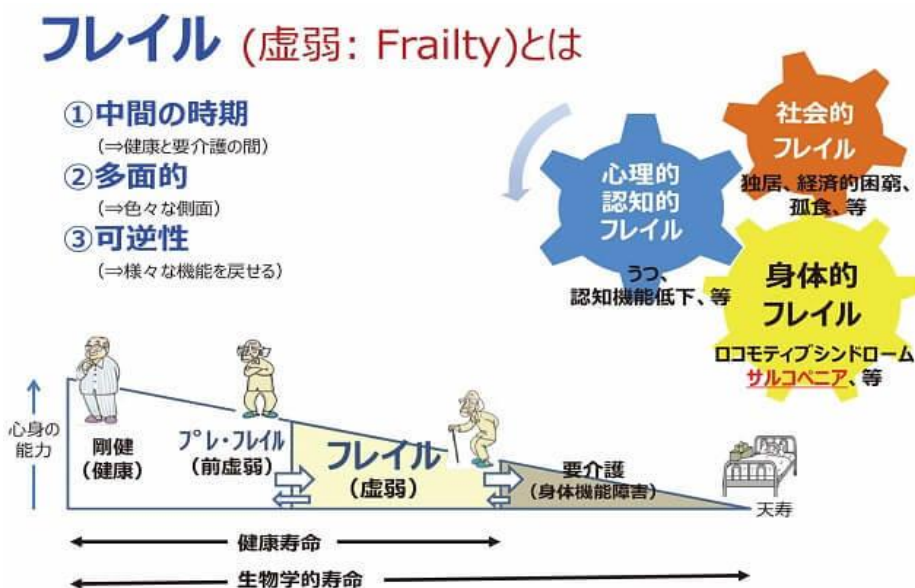 フレイル (虚弱: Frailty)とは
①中間の時期
(⇒健康と要介護の間)
②多面的
(⇒色々な側面)
③可逆性
(⇒様々な機能を戻せる)
社会的
フレイル
独居、経済的困窮、
孤食、等
心理的
認知的
フレイル
うつ、
認知機能低下、等
身体的
フレイル
ロコモティブシンドローム
サルコペニア、等
心身の
能力
剛健
(健康)
プレ・フレイル
(前虚弱)
フレイル
(虚弱)
要介護
(身体機能障害)
天寿
健康寿命
生物学的寿命